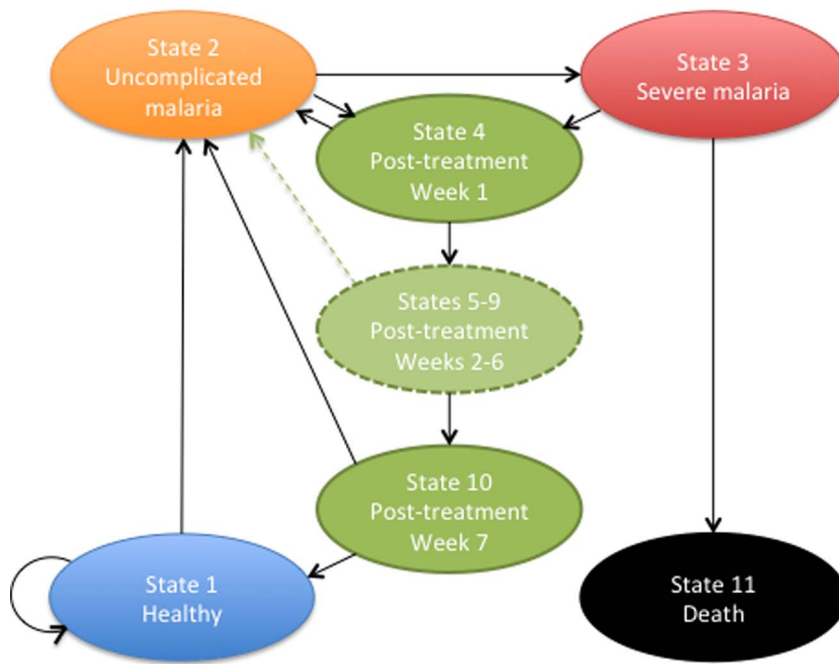 State 2
Uncomplicated
malaria
State 3
Severe malaria
State 4
Post-treatment
Week 1
States 5-9
Post-treatment
Weeks 2-6
State 10
Post-treatment
Week 7
State 1
Healthy
State 11
Death